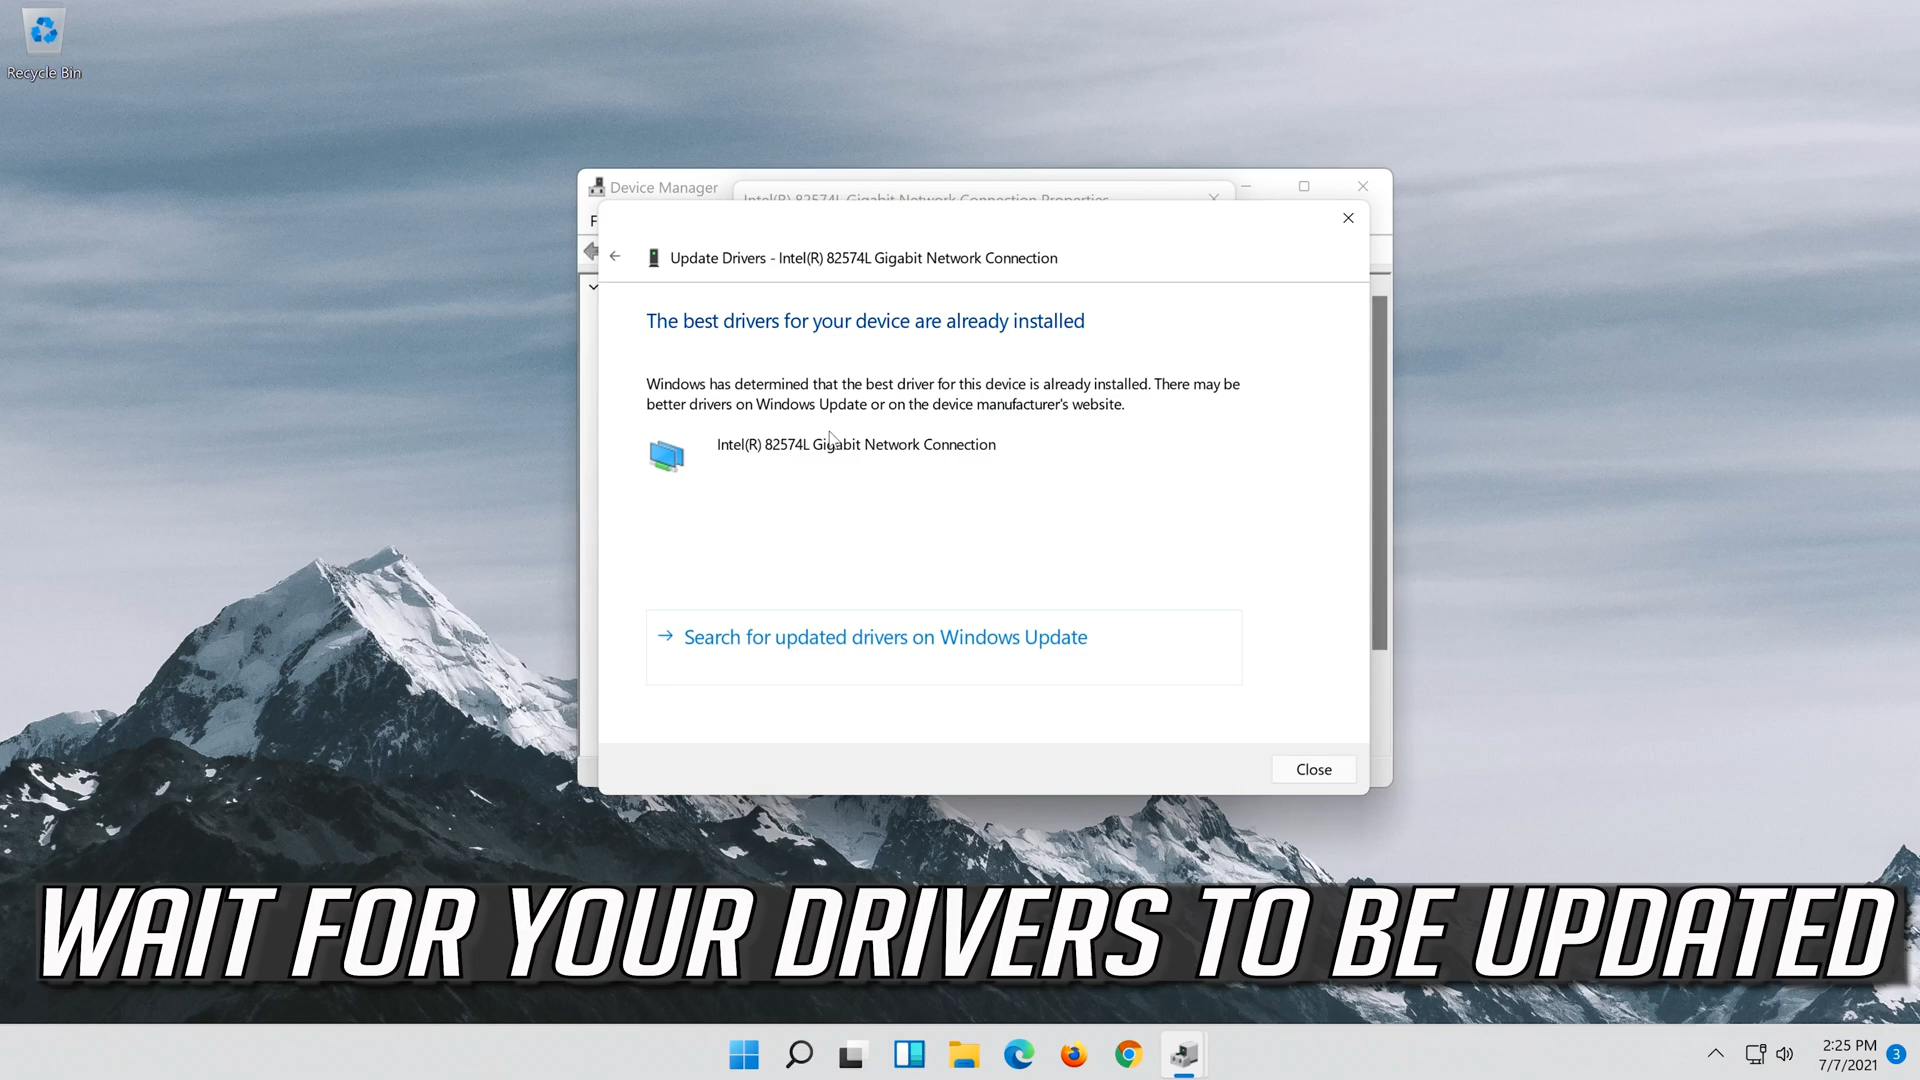 Recycle Bin
Device Manager
Intel(R) 82574L Gigabit Network Connection Properties
F
Update Drivers - Intel(R) 82574L Gigabit Network Connection
The best drivers for your device are already installed
Windows has determined that the best driver for this device is already installed. There may be
better drivers on Windows Update or on the device manufacturer's website.
Intel(R) 82574L Gigabit Network Connection
Search for updated drivers on Windows Update
Close
WAIT FOR YOUR DRIVERS TO BE UPDATED
2:25 PM
7/7/2021
3